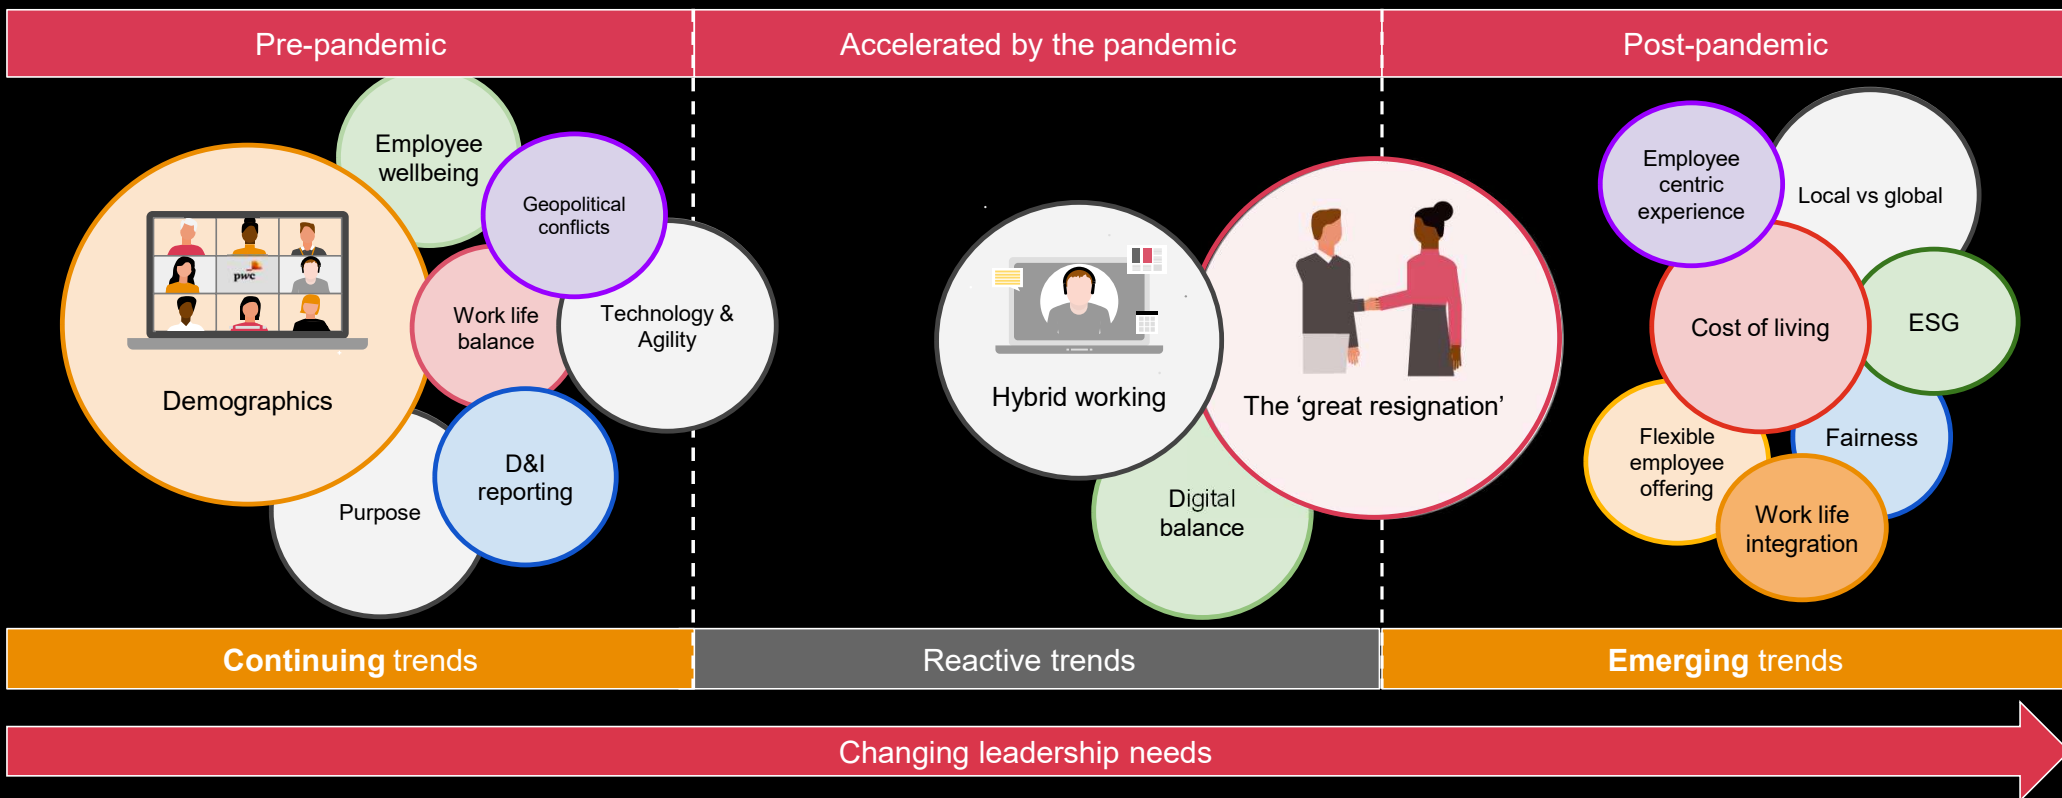 Pre-pandemic
Accelerated by the pandemic
Post-pandemic
Employee
wellbeing
Geopolitical
conflicts
pwc
Work life
balance
Technology &
Agility
Demographics
D&I
reporting
Purpose
Hybrid working
The ‘great resignation’
Digital
balance
Employee
centric
experience
Local vs global
Cost of living
ESG
Flexible
employee
offering
Fairness
Work life
integration
Continuing trends
Reactive trends
Emerging trends
Changing leadership needs